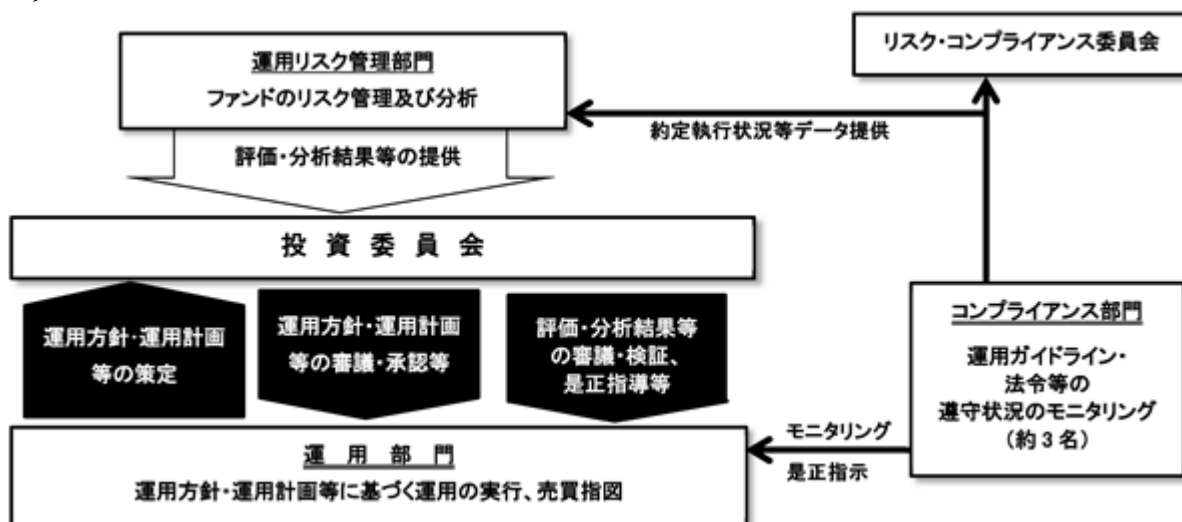 運用リスク管理部門
ファンドのリスク管理及び分析
リスク・コンプライアンス委員会
約定執行状況等データ提供
評価・分析結果等の提供
投資委員会
運用方針・運用計画
等の策定
運用方針・運用計画
等の審議・承認等
評価・分析結果等
の審議・検証、
是正指導等
コンプライアンス部門
運用ガイドライン・
法令等の
遵守状況のモニタリング
（約3名）
モニタリング
是正指示
運用部門
運用方針・運用計画等に基づく運用の実行、売買指図